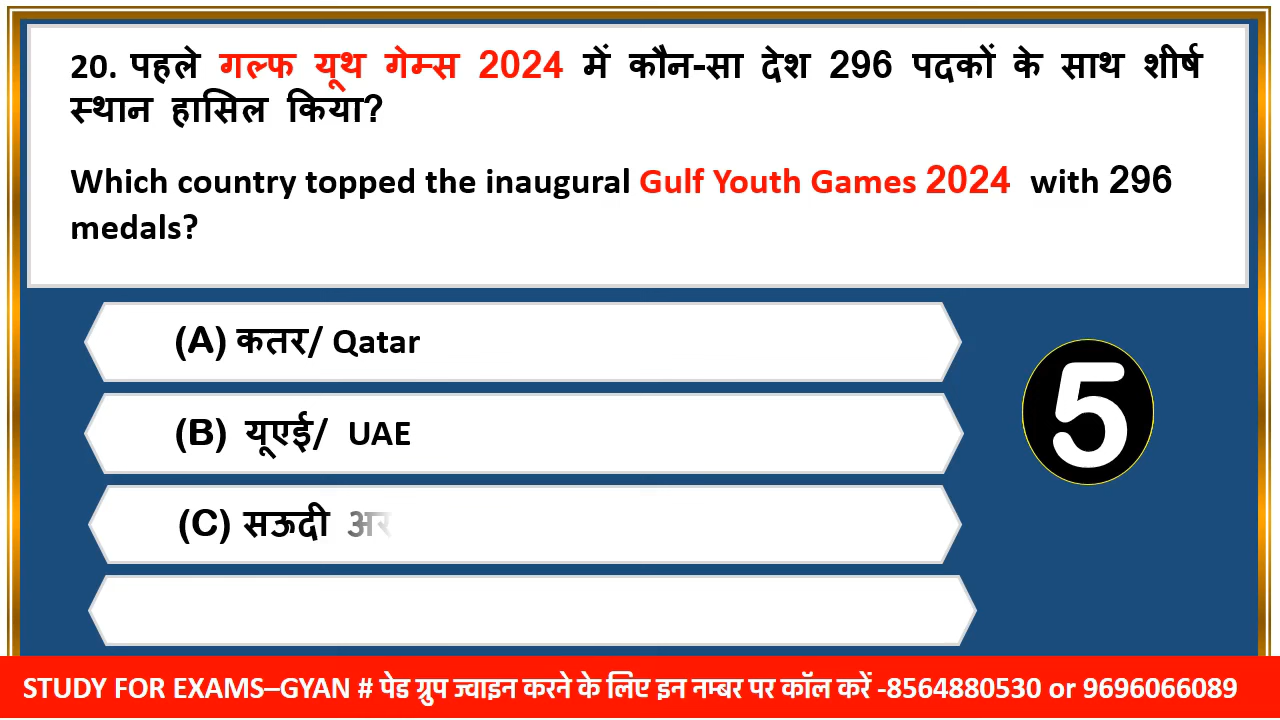 20. पहले गल्फ यूथ गेम्स 2024 में कौन-सा देश 296 पदकों के साथ शीर्ष
स्थान हासिल किया?
Which country topped the inaugural Gulf Youth Games 2024 with 296
medals?
(A) कतर/ Qatar
(B) यूएई/ UAE
5
(C) सऊदी
STUDY FOR EXAMS–GYAN # पेड ग्रुप ज्वाइन करने के लिए इन नम्बर पर कॉल करें -8564880530 or 9696066089